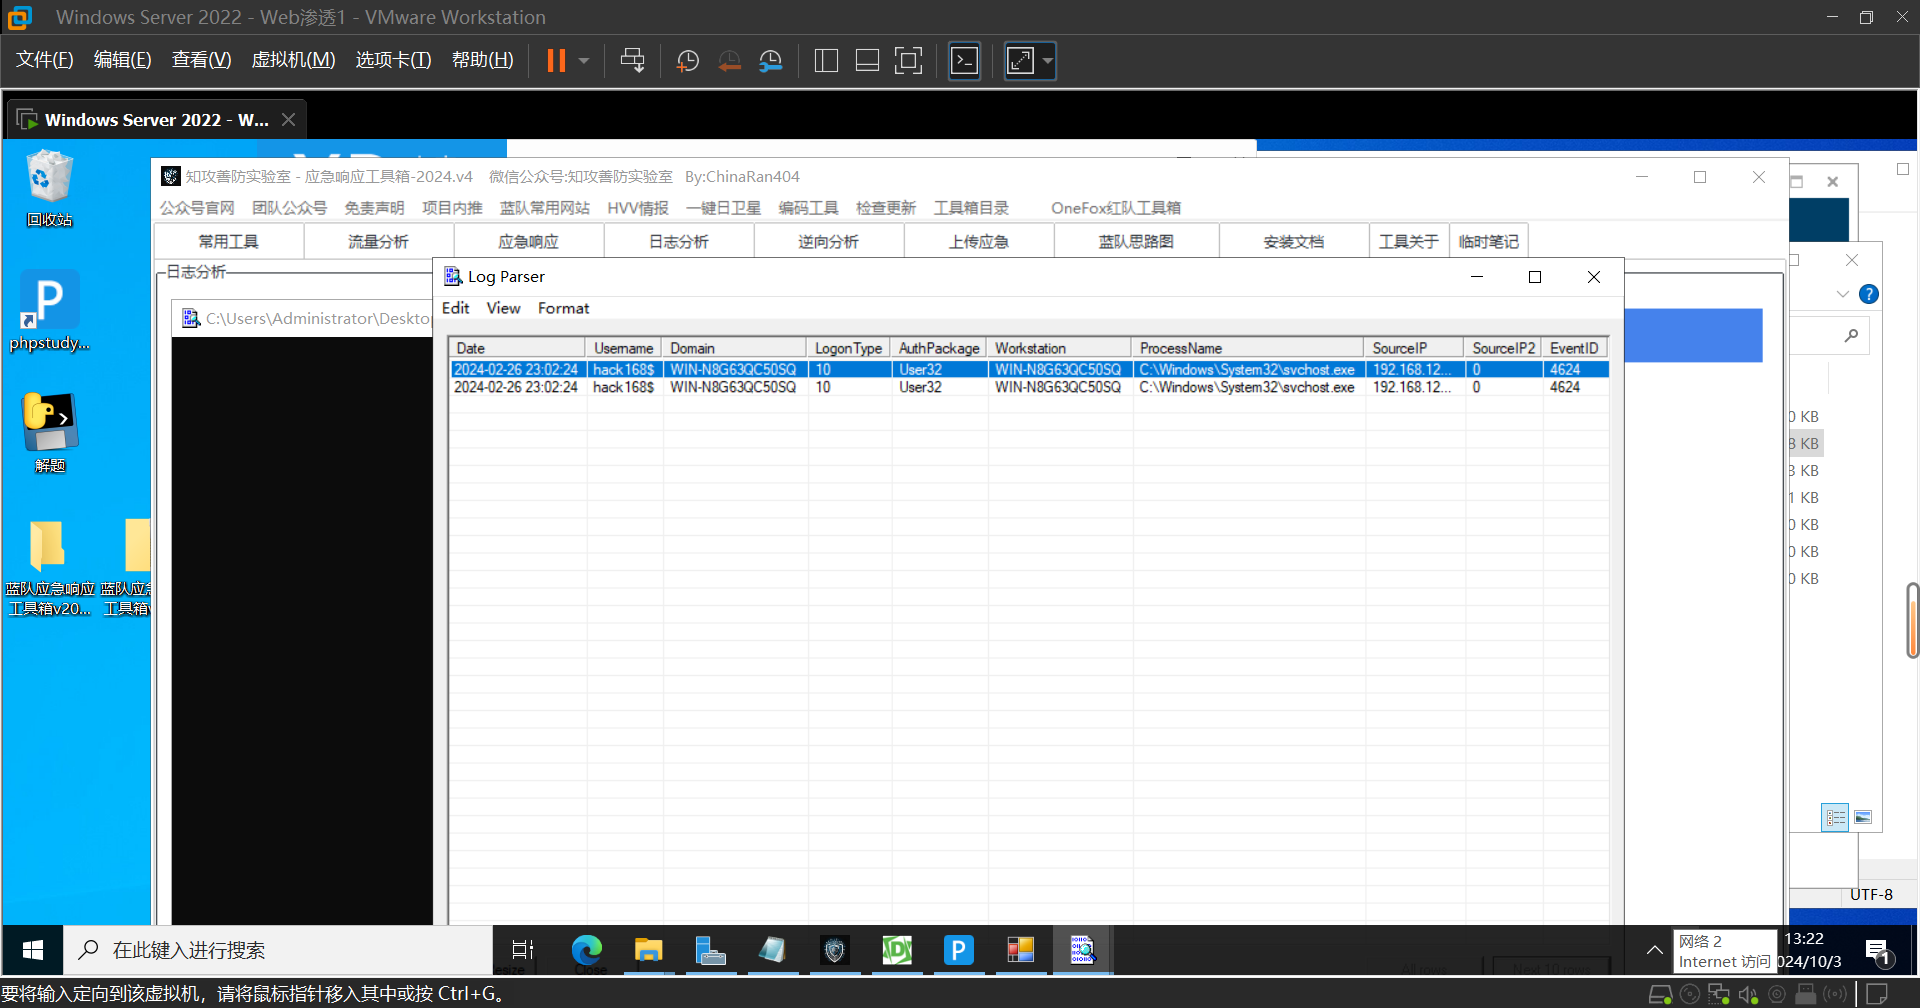 Windows Server 2022 - Web渗透1 - VMware Workstation
文件(F) 编辑(E) 查看(V) 虚拟机(M) 选项卡(T) 帮助(H)
Windows Server 2022 - W...
知攻善防实验室 - 应急响应工具箱-2024.v4 微信公众号:知攻善防实验室 By:ChinaRan404
公众号官网 团队公众号 免责声明 项目内推 蓝队常用网站 HVV情报 一键日卫星 编码工具 检查更新 工具箱目录 OneFox红队工具箱
常用工具 流量分析 应急响应 日志分析 逆向分析 上传应急 蓝队思路图 安装文档 工具关于 临时笔记
日志分析
C:\Users\Administrator\Deskto
Log Parser
Edit View Format
Date Username Domain LogonType AuthPackage Workstation ProcessName SourceIP SourceIP2 EventID
2024-02-26 23:02:24 hack168$ WIN-N8G63QC50SQ 10 User32 WIN-N8G63QC50SQ C:\Windows\System32\svchost.exe 192.168.12... 0 4624
2024-02-26 23:02:24 hack168$ WIN-N8G63QC50SQ 10 User32 WIN-N8G63QC50SQ C:\Windows\System32\svchost.exe 192.168.12... 0 4624
回收站
phpstudy...
解题
蓝队应急响应
工具箱v20...
蓝队应急
工具箱v
0 KB
8 KB
3 KB
1 KB
0 KB
0 KB
0 KB
UTF-8
在此键入进行搜索
Close
网络 2
Internet 访问
13:22
024/10/3
1
要将输入定向到该虚拟机，请将鼠标指针移入其中或按 Ctrl+G。